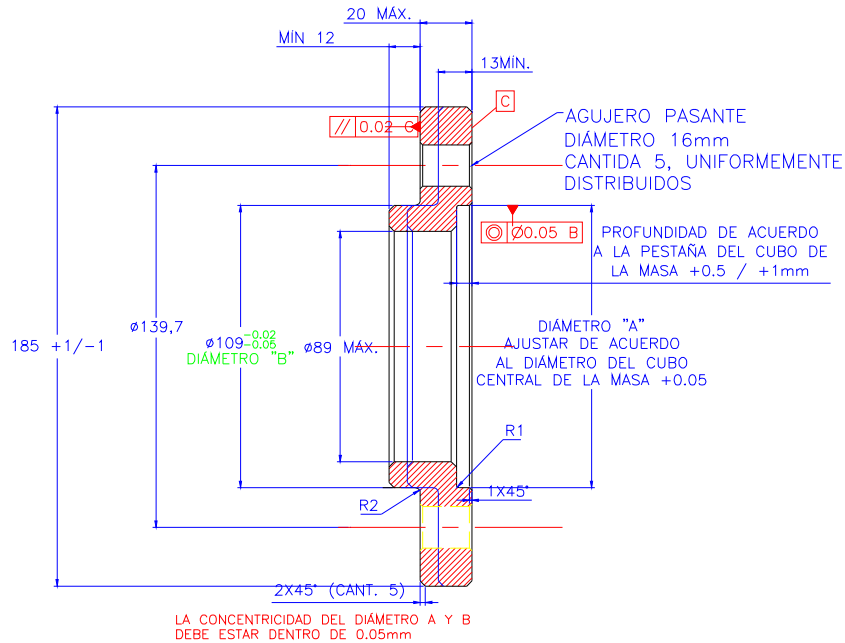 20 MÁX.
MÍN 12
13MÍN.
C
// 0.02 C
AGUJERO PASANTE
DIÁMETRO 16mm
CANTIDA 5, UNIFORMEMENTE
DISTRIBUIDOS
◎ Ø0.05 B
PROFUNDIDAD DE ACUERDO
A LA PESTAÑA DEL CUBO DE
LA MASA +0.5 / +1mm
185 +1/-1
ø139,7
ø109 -0.02 -0.06
DIÁMETRO "B"
ø89 MÁX.
DIÁMETRO "A"
AJUSTAR DE ACUERDO
AL DIÁMETRO DEL CUBO
CENTRAL DE LA MASA +0.05
R1
R2
1X45°
2X45° (CANT. 5)
LA CONCENTRICIDAD DEL DIÁMETRO A Y B
DEBE ESTAR DENTRO DE 0.05mm